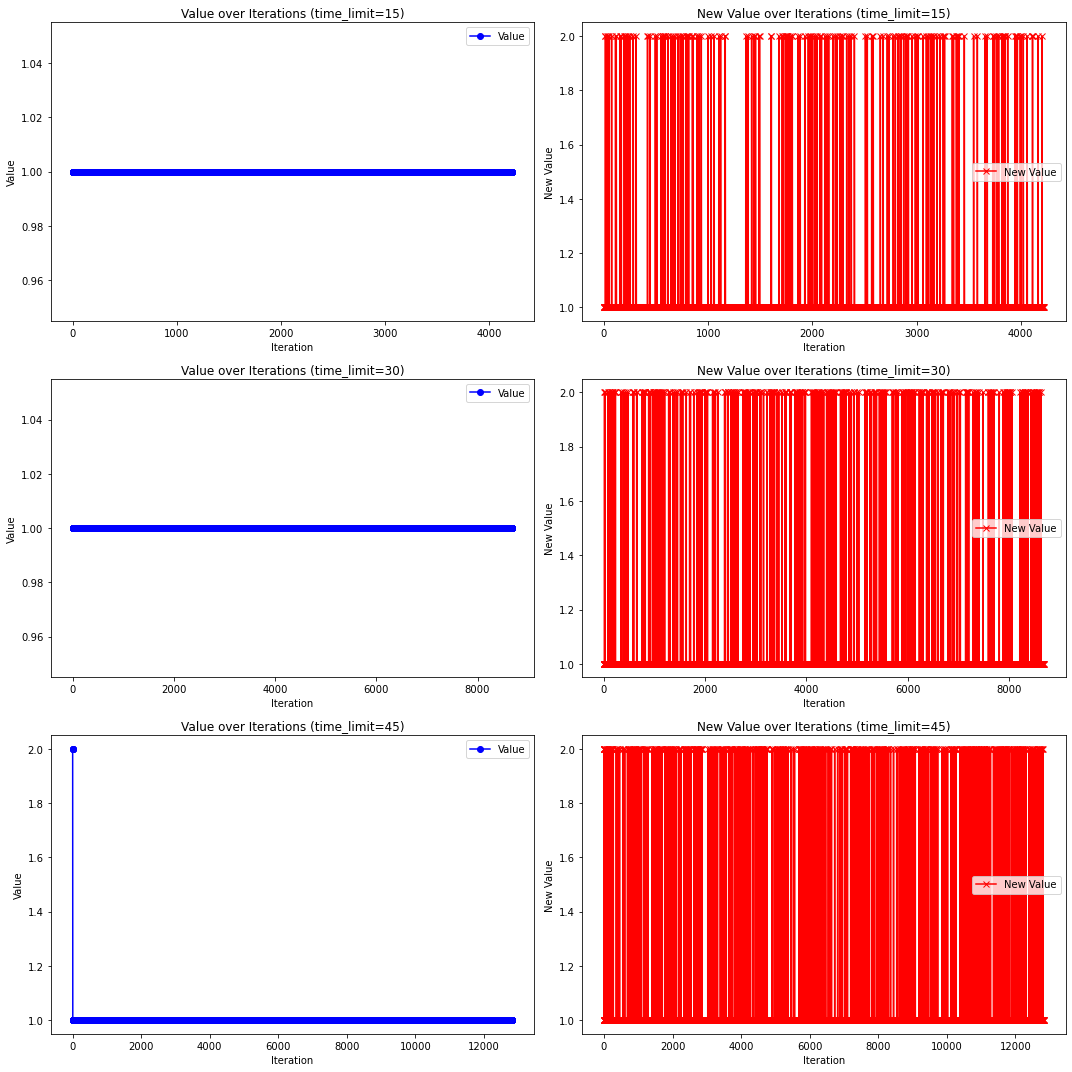 Value over Iterations (time_limit=15)
Value
1.04
1.02
1.00
0.98
0.96
Value
0
1000
2000
3000
4000
Iteration
New Value over Iterations (time_limit=15)
2.0
1.8
1.6
1.4
1.2
1.0
New Value
New Value
0
1000
2000
3000
4000
Iteration
Value over Iterations (time_limit=30)
Value
1.04
1.02
1.00
0.98
0.96
Value
0
2000
4000
6000
8000
Iteration
New Value over Iterations (time_limit=30)
2.0
1.8
1.6
1.4
1.2
1.0
New Value
New Value
0
2000
4000
6000
8000
Iteration
Value over Iterations (time_limit=45)
Value
2.0
1.8
1.6
1.4
1.2
1.0
Value
0
2000
4000
6000
8000
10000
12000
Iteration
New Value over Iterations (time_limit=45)
2.0
1.8
1.6
1.4
1.2
1.0
New Value
New Value
0
2000
4000
6000
8000
10000
12000
Iteration